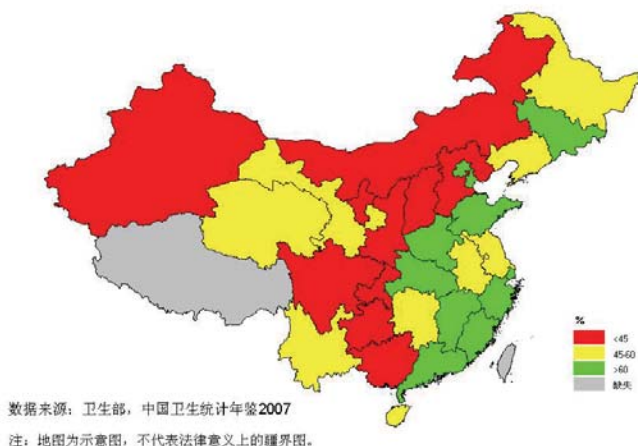 %
<45
45-60
>60
缺失
数据来源：卫生部，中国卫生统计年鉴2007
注：地图为示意图，不代表法律意义上的疆界图。